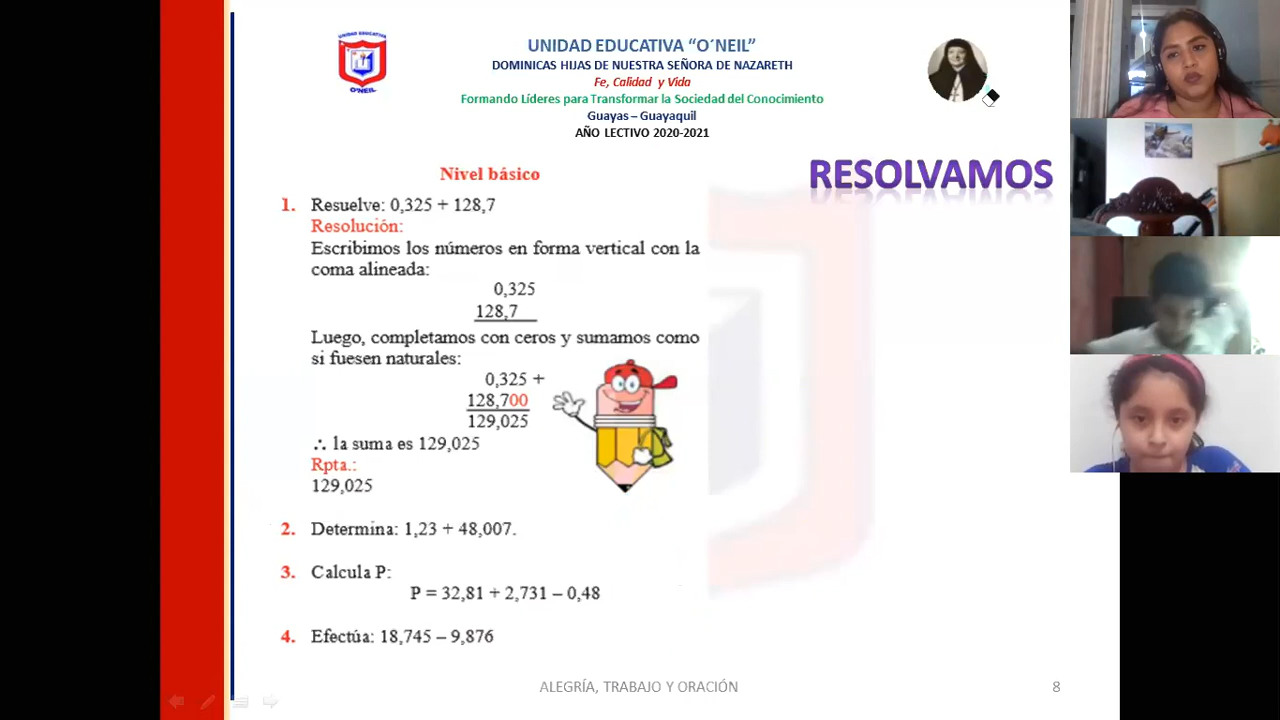 UNIDAD EDUCATIVA
O´NEIL
UNIDAD EDUCATIVA “O´NEIL”
DOMINICAS HIJAS DE NUESTRA SEÑORA DE NAZARETH
Fe, Calidad y Vida
Formando Líderes para Transformar la Sociedad del Conocimiento
Guayas – Guayaquil
AÑO LECTIVO 2020-2021
RESOLVAMOS
Nivel básico
1. Resuelve: 0,325 + 128,7
Resolución:
Escribimos los números en forma vertical con la
coma alineada:
0,325
128,7
Luego, completamos con ceros y sumamos como
si fuesen naturales:
0,325 +
128,700
129,025
∴ la suma es 129,025
Rpta.:
129,025
2. Determina: 1,23 + 48,007.
3. Calcula P:
P = 32,81 + 2,731 – 0,48
4. Efectúa: 18,745 – 9,876
ALEGRÍA, TRABAJO Y ORACIÓN
8